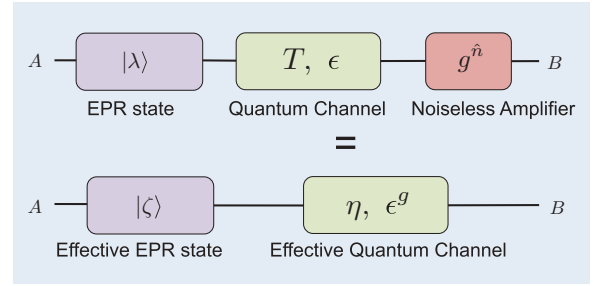 A |λ⟩ T, ϵ g^n̂ B
EPR state Quantum Channel Noiseless Amplifier
=
A |ζ⟩ η, ϵ^g B
Effective EPR state Effective Quantum Channel